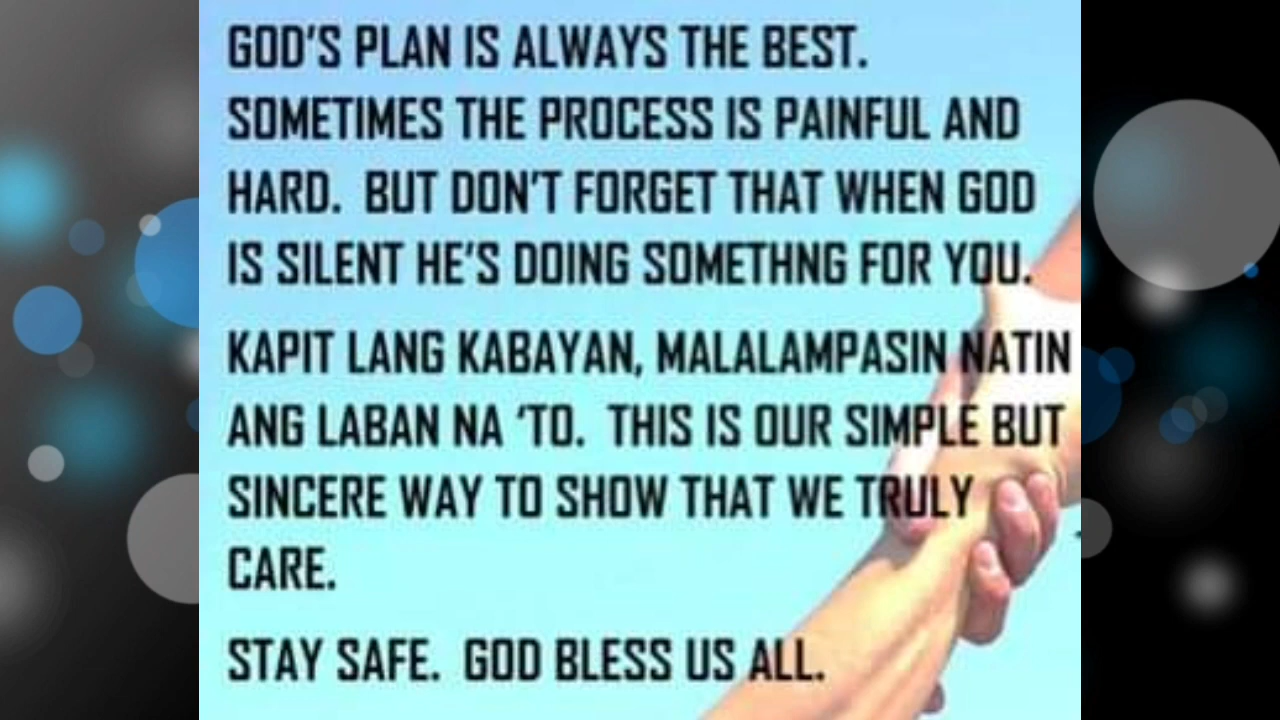 GOD'S PLAN IS ALWAYS THE BEST.
SOMETIMES THE PROCESS IS PAINFUL AND
HARD. BUT DON'T FORGET THAT WHEN GOD
IS SILENT HE'S DOING SOMETHNG FOR YOU.
KAPIT LANG KABAYAN, MALALAMPASIN NATIN
ANG LABAN NA 'TO. THIS IS OUR SIMPLE BUT
SINCERE WAY TO SHOW THAT WE TRULY
CARE.
STAY SAFE. GOD BLESS US ALL.